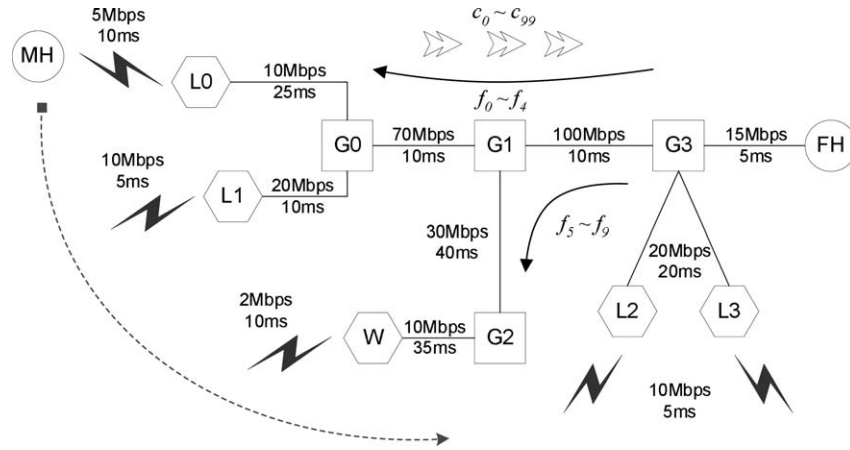 5Mbps
10ms
c₀ ~ c₉₉
MH
L0
10Mbps
25ms
f₀ ~ f₄
G0
70Mbps
10ms
G1
100Mbps
10ms
G3
15Mbps
5ms
FH
10Mbps
5ms
L1
20Mbps
10ms
30Mbps
40ms
f₅ ~ f₉
20Mbps
20ms
2Mbps
10ms
W
10Mbps
35ms
G2
L2
L3
10Mbps
5ms